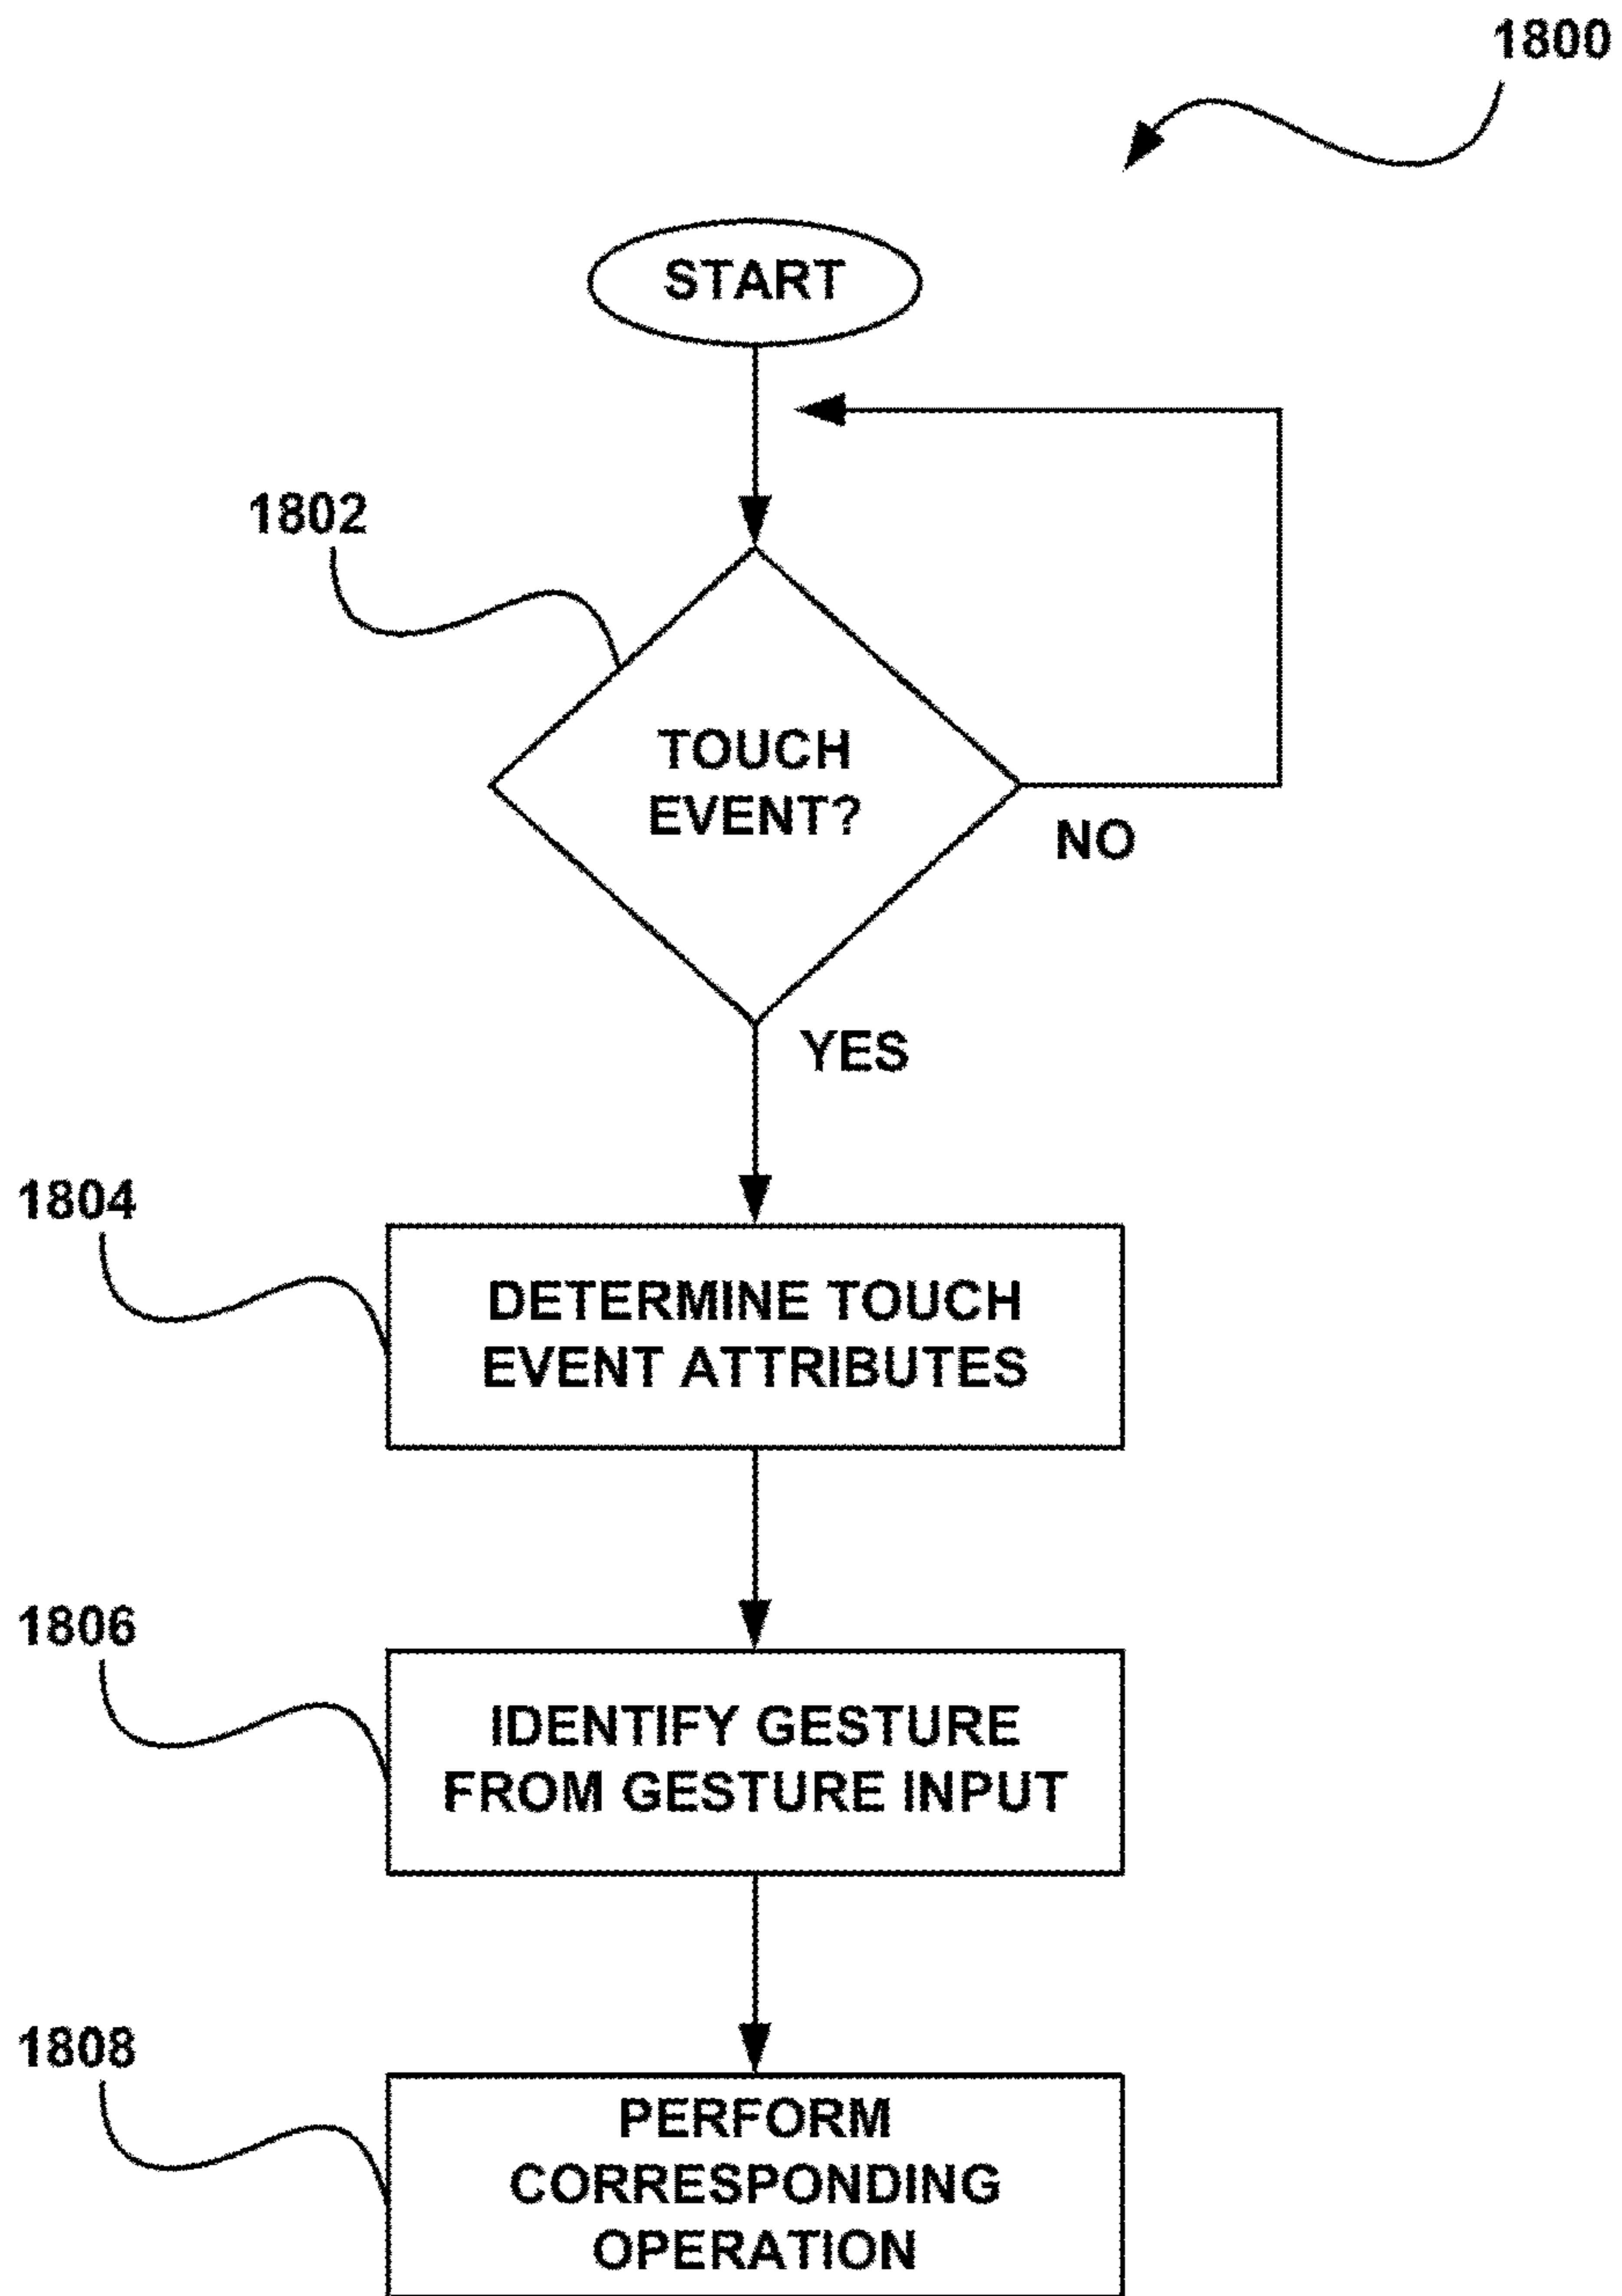 1800
START
1802
TOUCH
EVENT?
NO
YES
1804
DETERMINE TOUCH
EVENT ATTRIBUTES
1806
IDENTIFY GESTURE
FROM GESTURE INPUT
1808
PERFORM
CORRESPONDING
OPERATION